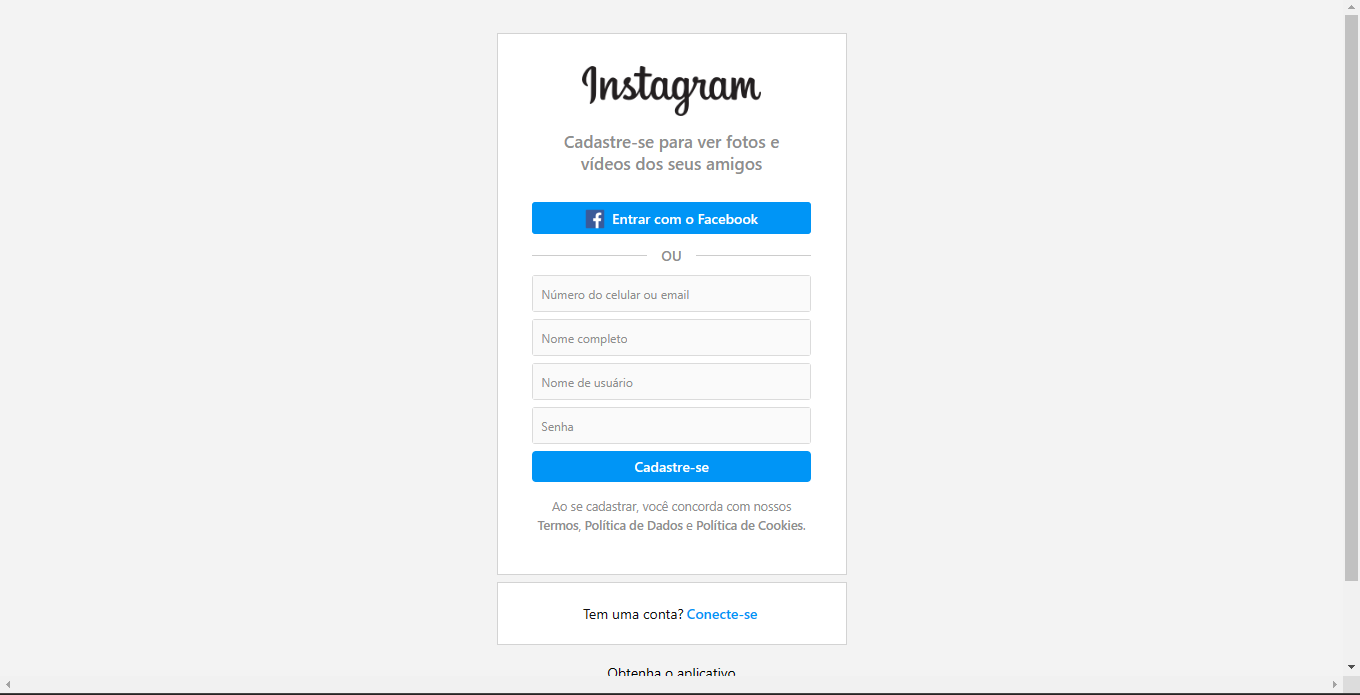 Instagram
Cadastre-se para ver fotos e
vídeos dos seus amigos
Entrar com o Facebook
OU
Número do celular ou email
Nome completo
Nome de usuário
Senha
Cadastre-se
Ao se cadastrar, você concorda com nossos
Termos, Política de Dados e Política de Cookies.
Tem uma conta? Conecte-se
Obtenha o aplicativo